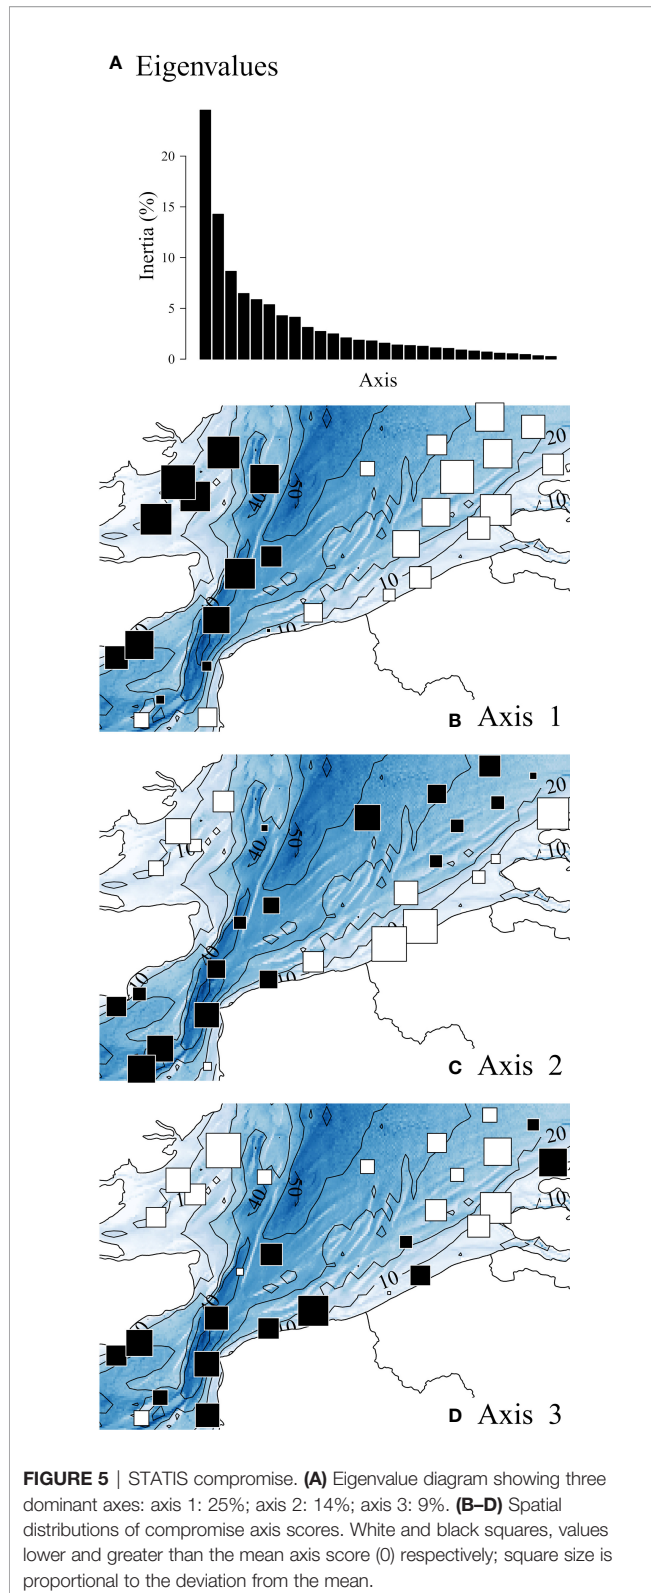 A Eigenvalues
20
15
10
5
0
Inertia (%)
Axis
20
10
40
50
10
10
B Axis 1
20
10
40
50
10
10
C Axis 2
20
10
40
50
10
10
D Axis 3
FIGURE 5 | STATIS compromise. (A) Eigenvalue diagram showing three
dominant axes: axis 1: 25%; axis 2: 14%; axis 3: 9%. (B–D) Spatial
distributions of compromise axis scores. White and black squares, values
lower and greater than the mean axis score (0) respectively; square size is
proportional to the deviation from the mean.